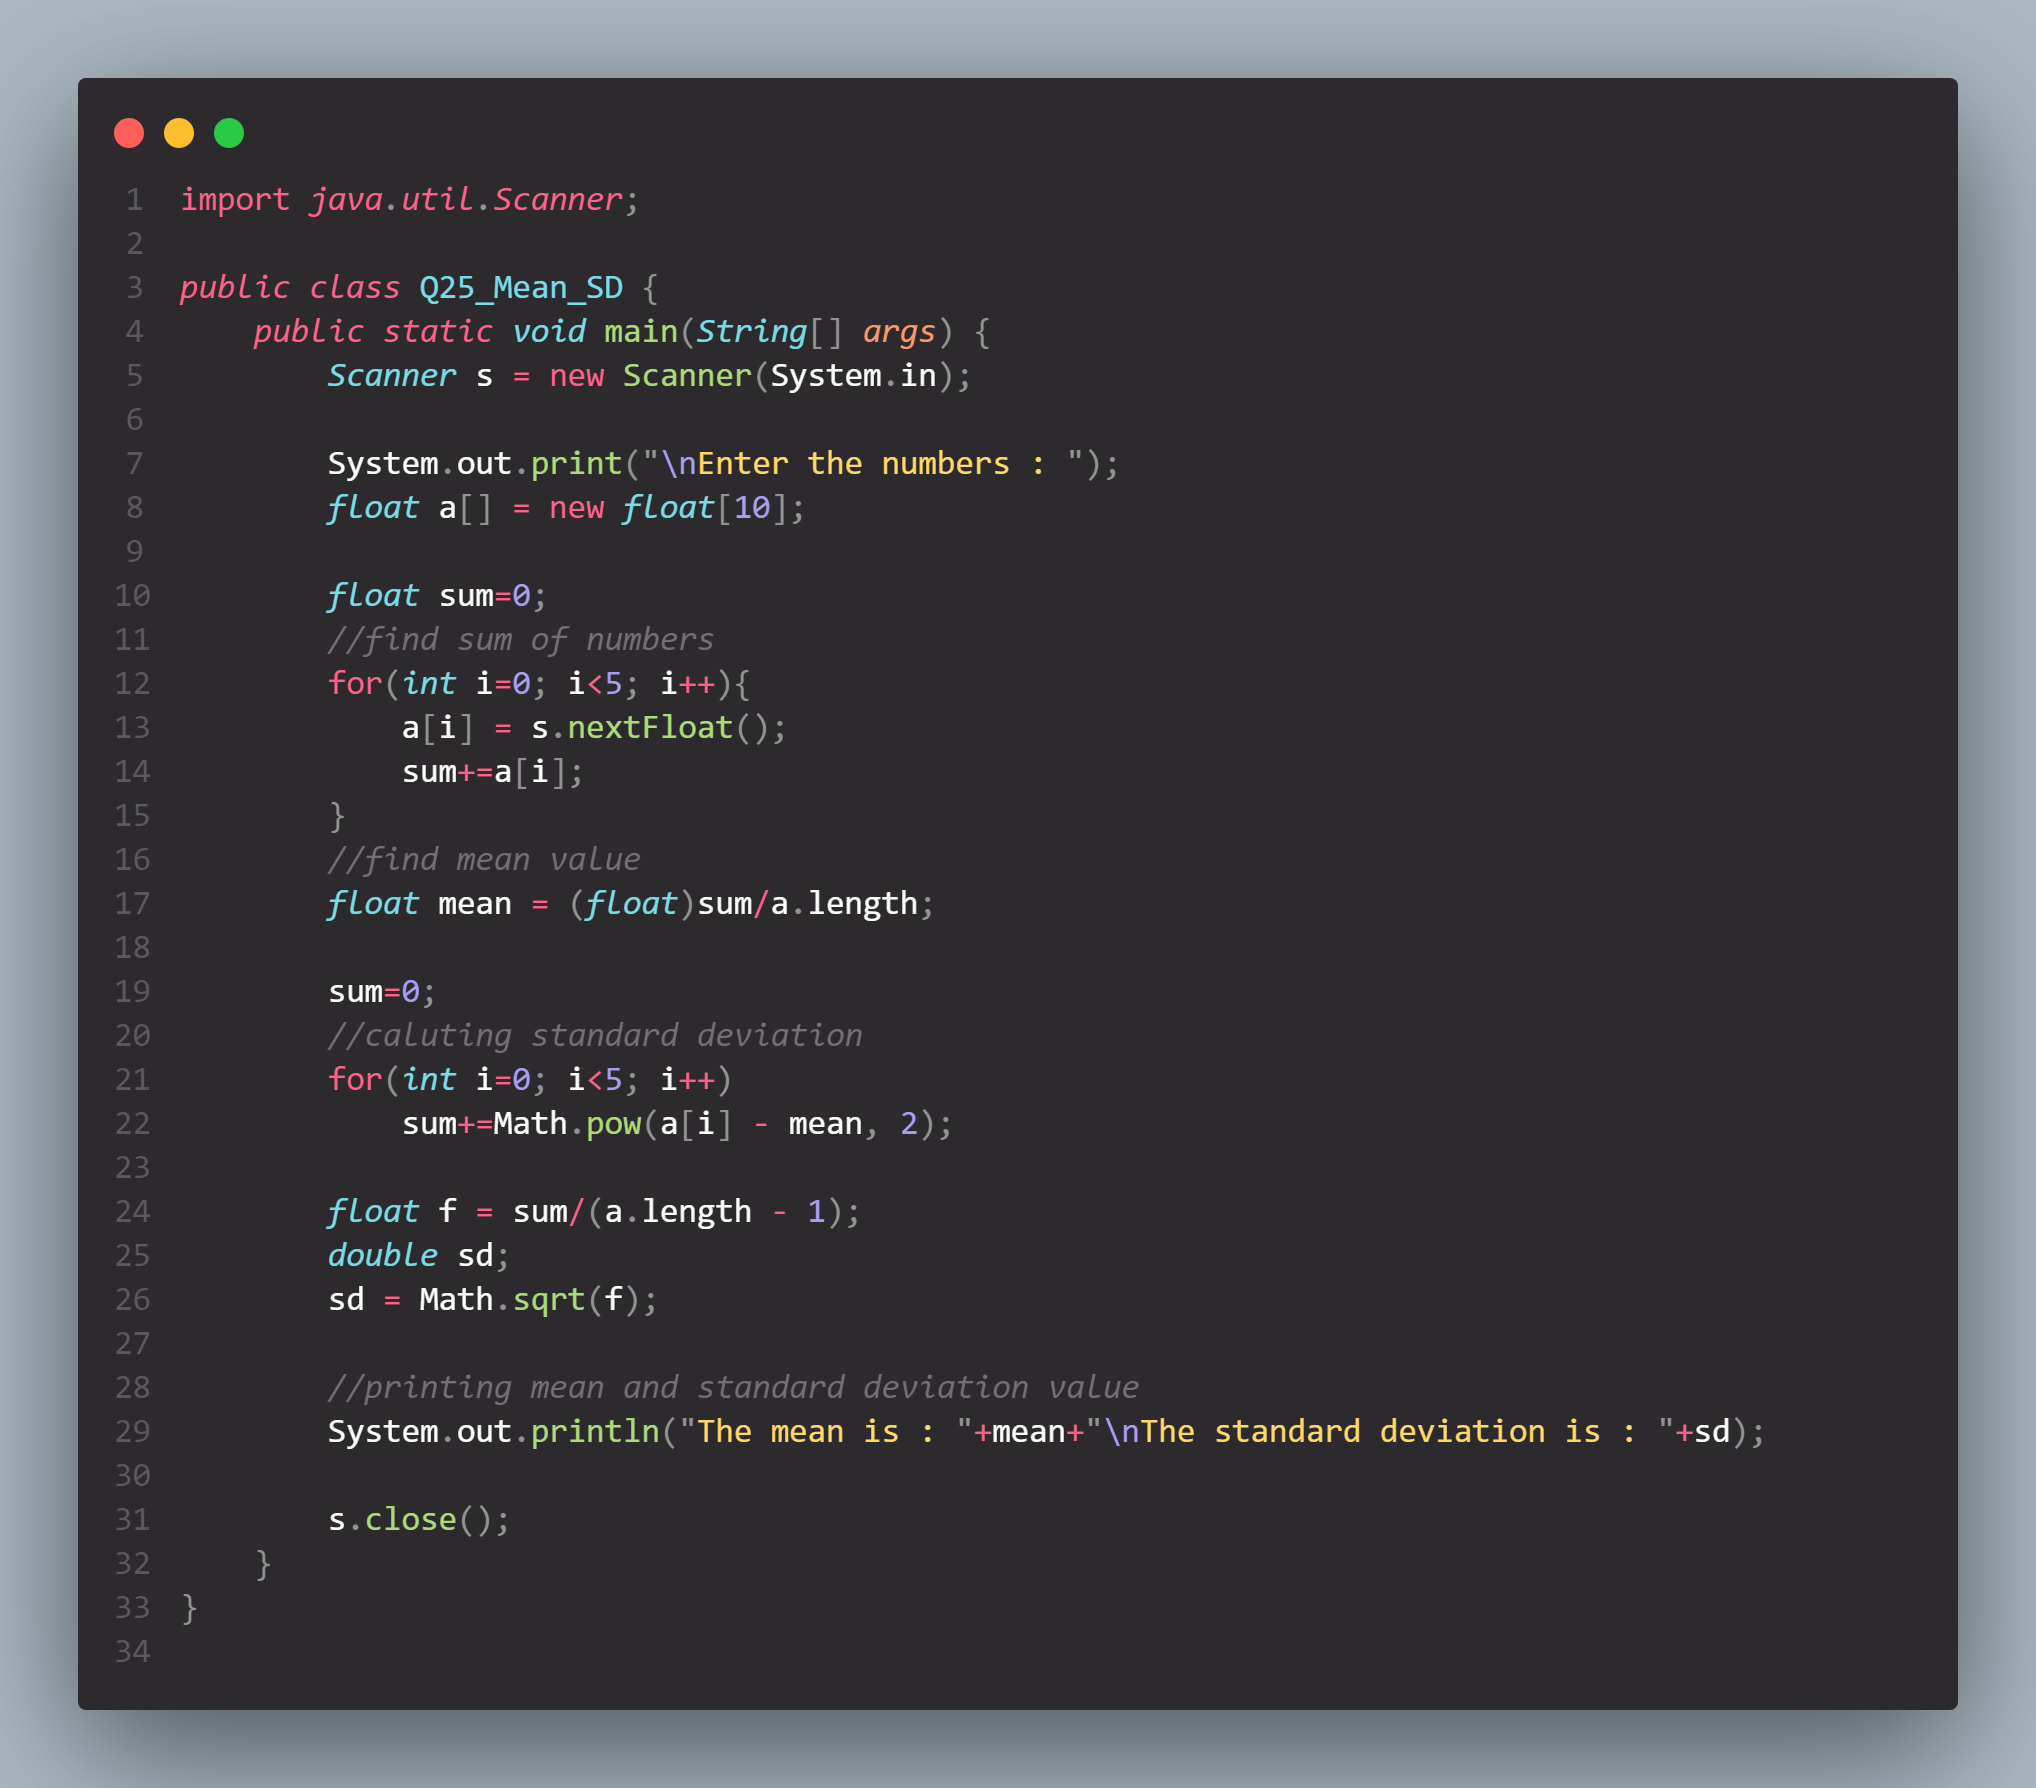 1 import java.util.Scanner;
2
3 public class Q25_Mean_SD {
4     public static void main(String[] args) {
5         Scanner s = new Scanner(System.in);
6
7         System.out.print("\nEnter the numbers : ");
8         float a[] = new float[10];
9
10         float sum=0;
11         //find sum of numbers
12         for(int i=0; i<5; i++){
13             a[i] = s.nextFloat();
14             sum+=a[i];
15         }
16         //find mean value
17         float mean = (float)sum/a.length;
18
19         sum=0;
20         //caluting standard deviation
21         for(int i=0; i<5; i++)
22             sum+=Math.pow(a[i] - mean, 2);
23
24         float f = sum/(a.length - 1);
25         double sd;
26         sd = Math.sqrt(f);
27
28         //printing mean and standard deviation value
29         System.out.println("The mean is : "+mean+"\nThe standard deviation is : "+sd);
30
31         s.close();
32     }
33 }
34